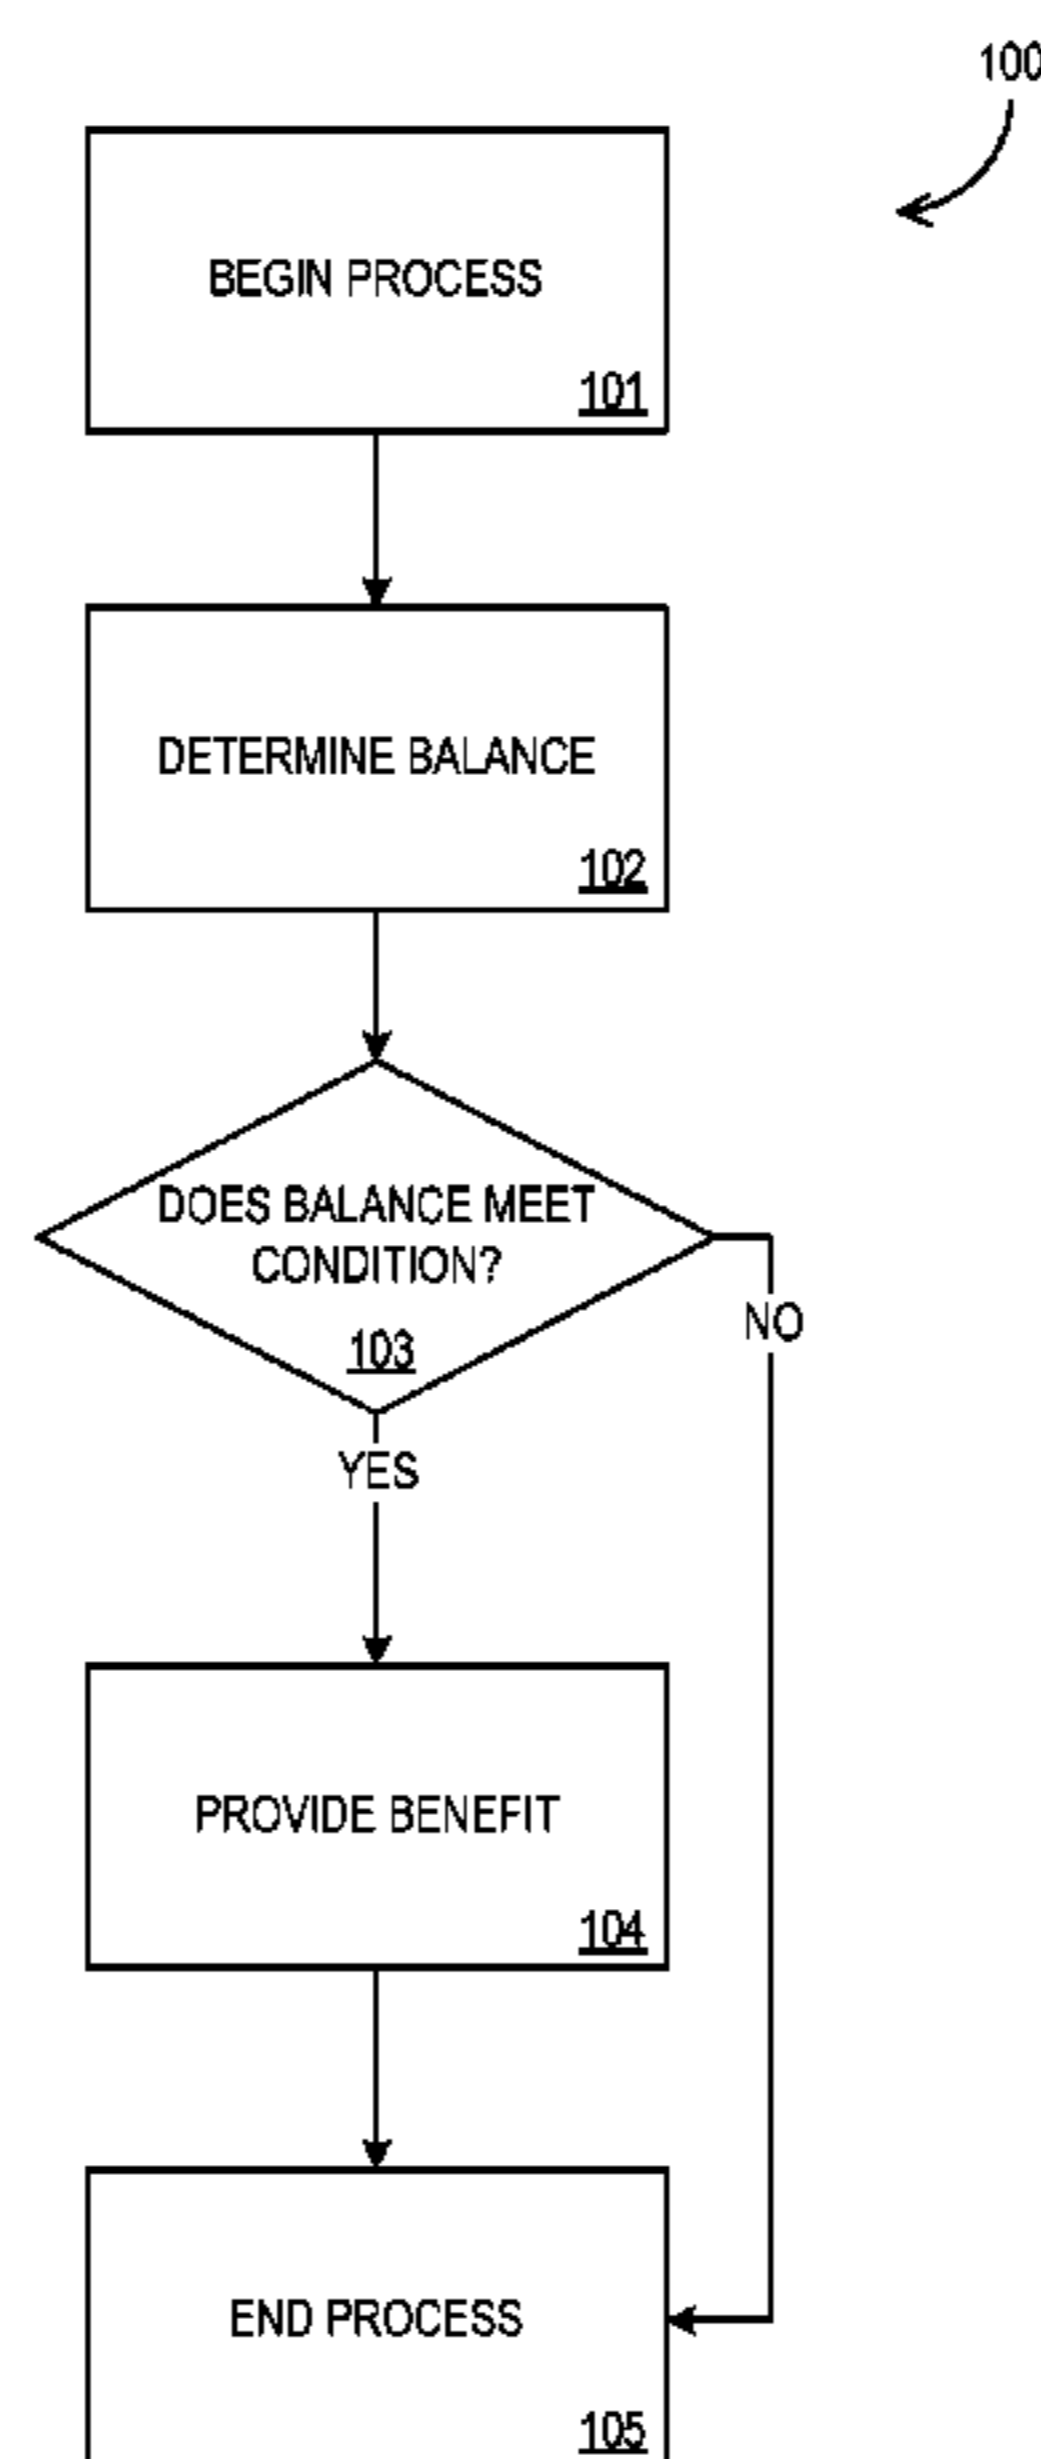 100
BEGIN PROCESS
101
DETERMINE BALANCE
102
DOES BALANCE MEET
CONDITION?
103
NO
YES
PROVIDE BENEFIT
104
END PROCESS
105